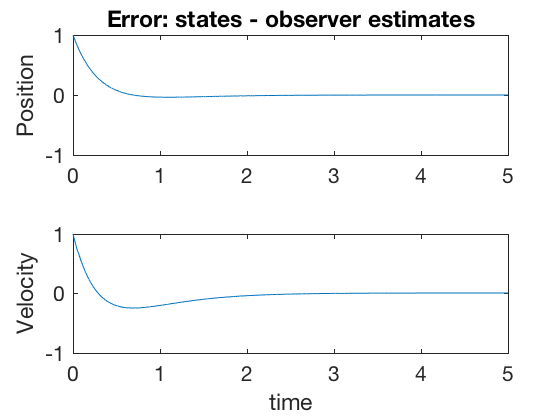 Error: states - observer estimates
Position
1
0
-1
0 1 2 3 4 5
Velocity
1
0
-1
0 1 2 3 4 5
time